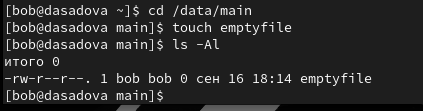 [bob@dasadova ~]$ cd /data/main
[bob@dasadova main]$ touch emptyfile
[bob@dasadova main]$ ls -Al
итого 0
-rw-r--r--. 1 bob bob 0 сен 16 18:14 emptyfile
[bob@dasadova main]$